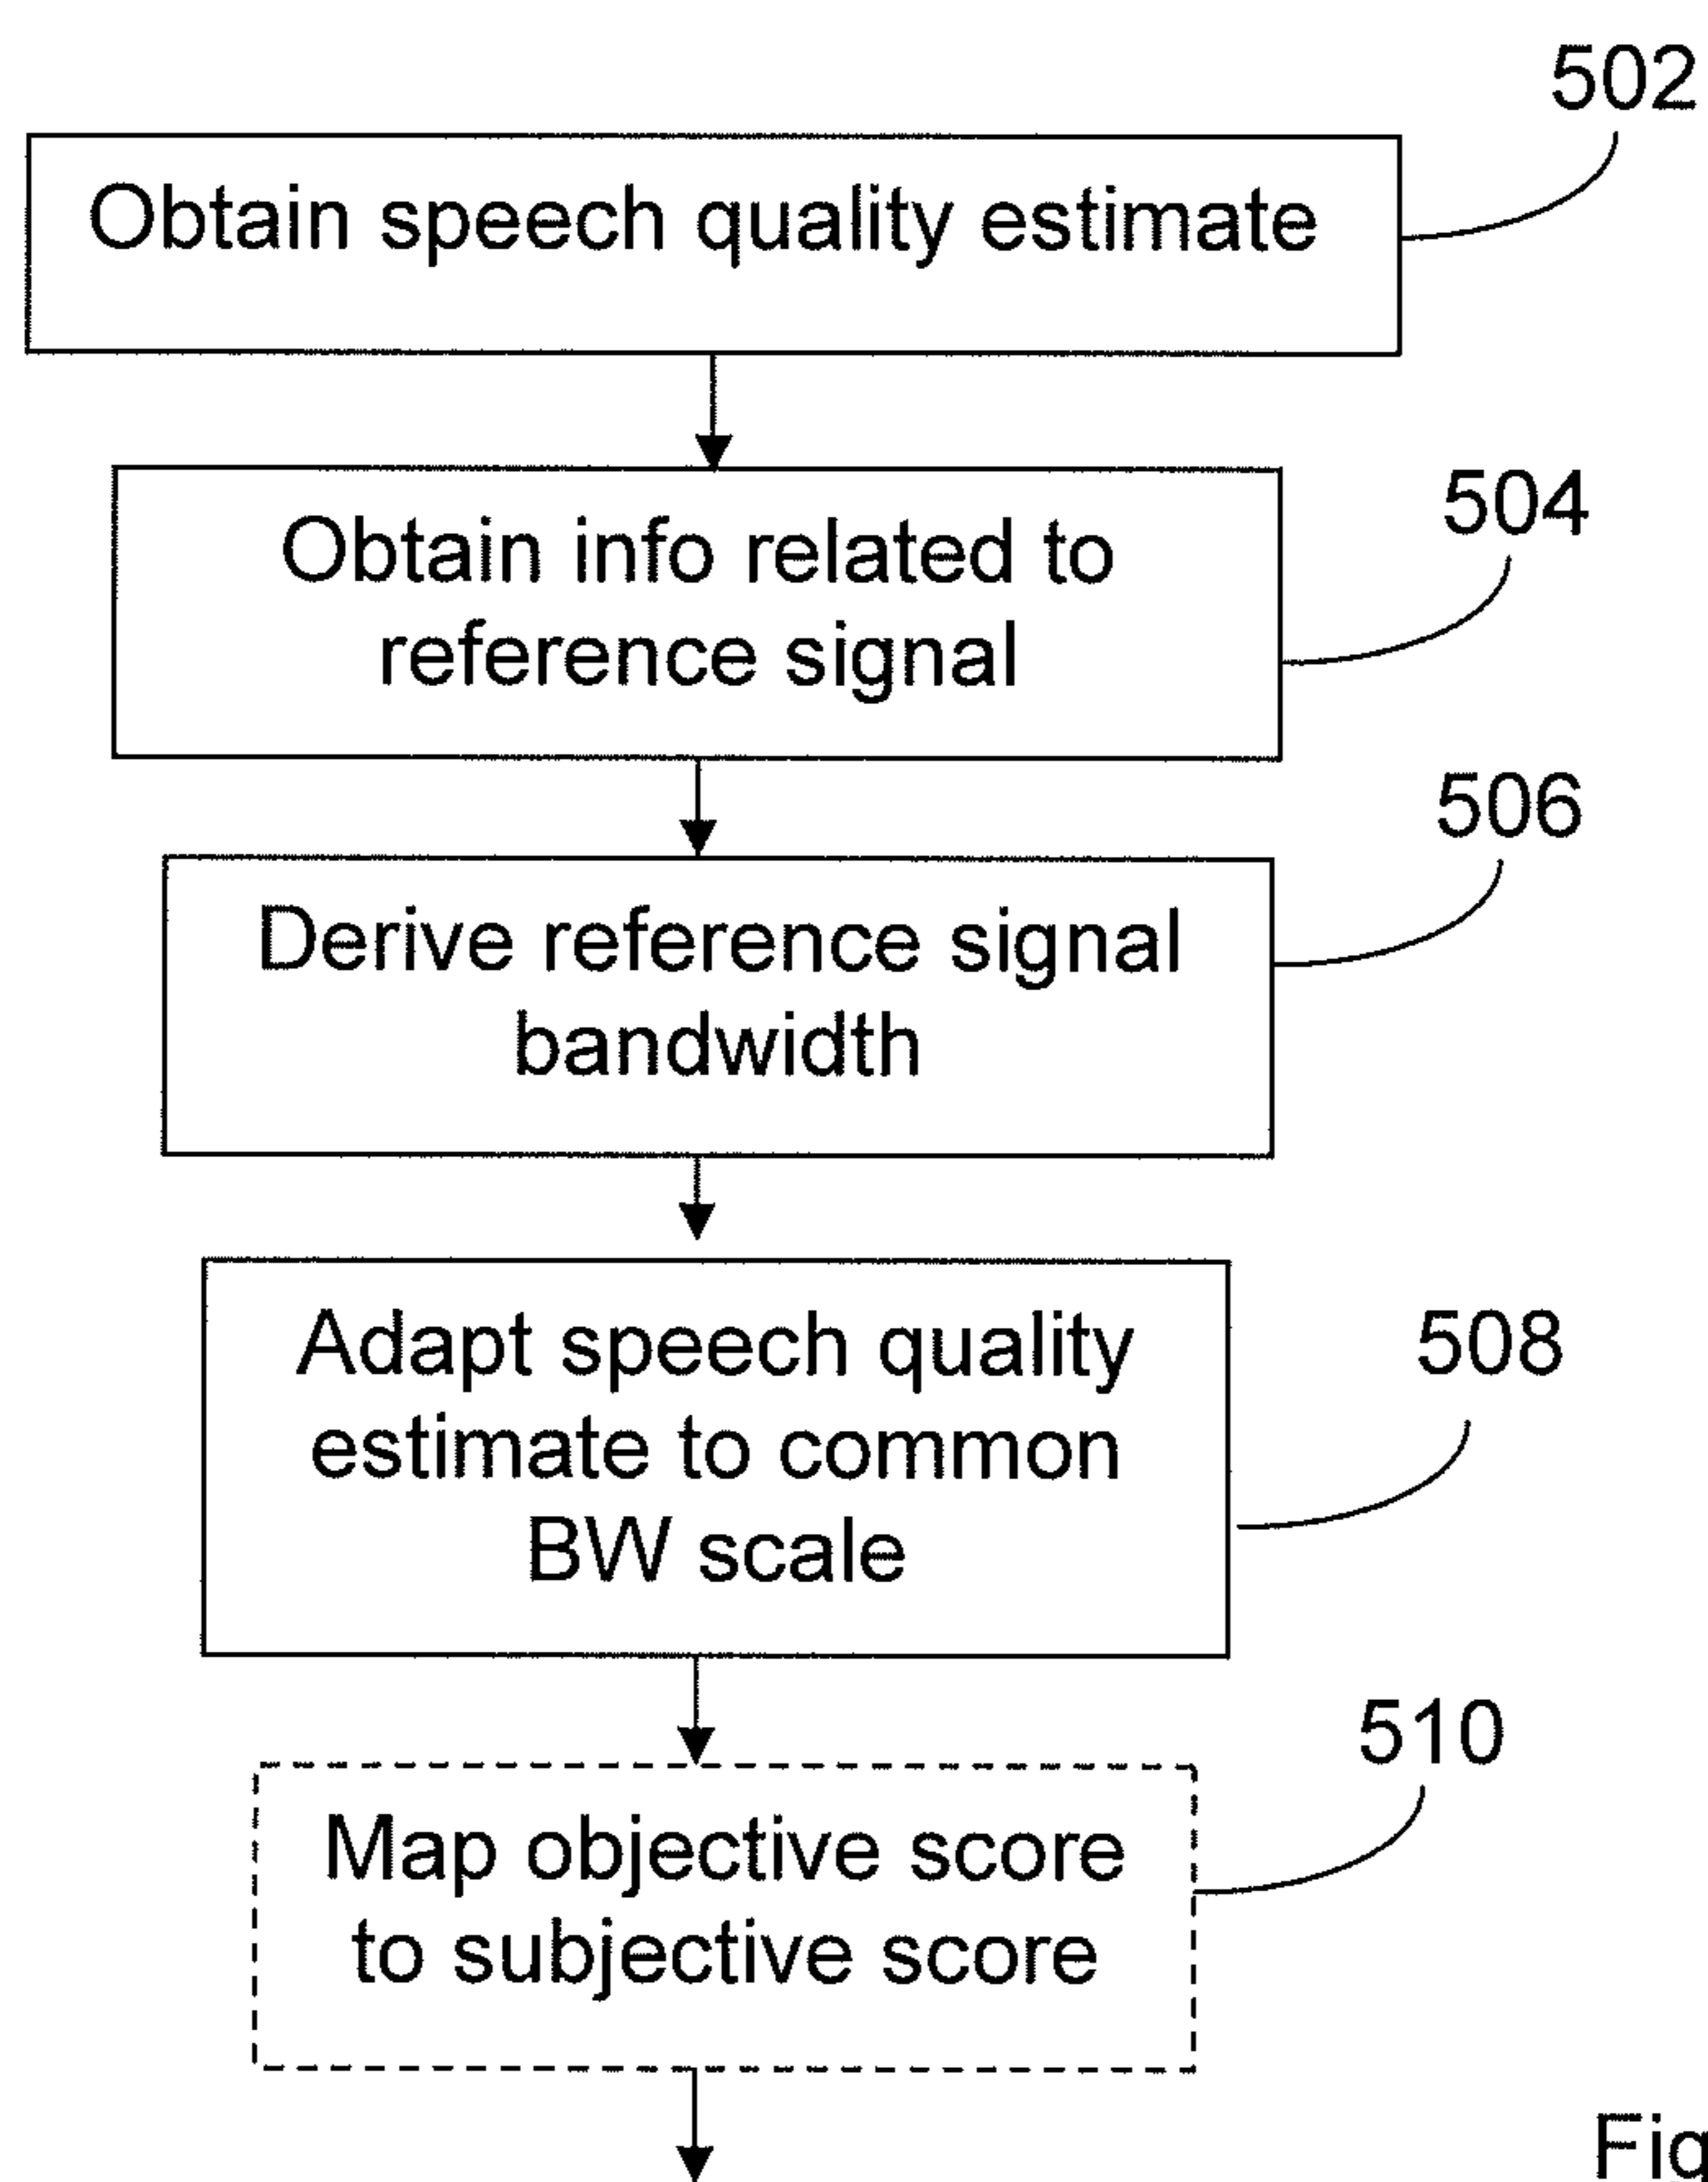 502
Obtain speech quality estimate
504
Obtain info related to
reference signal
506
Derive reference signal
bandwidth
508
Adapt speech quality
estimate to common
BW scale
510
Map objective score
to subjective score
Fig